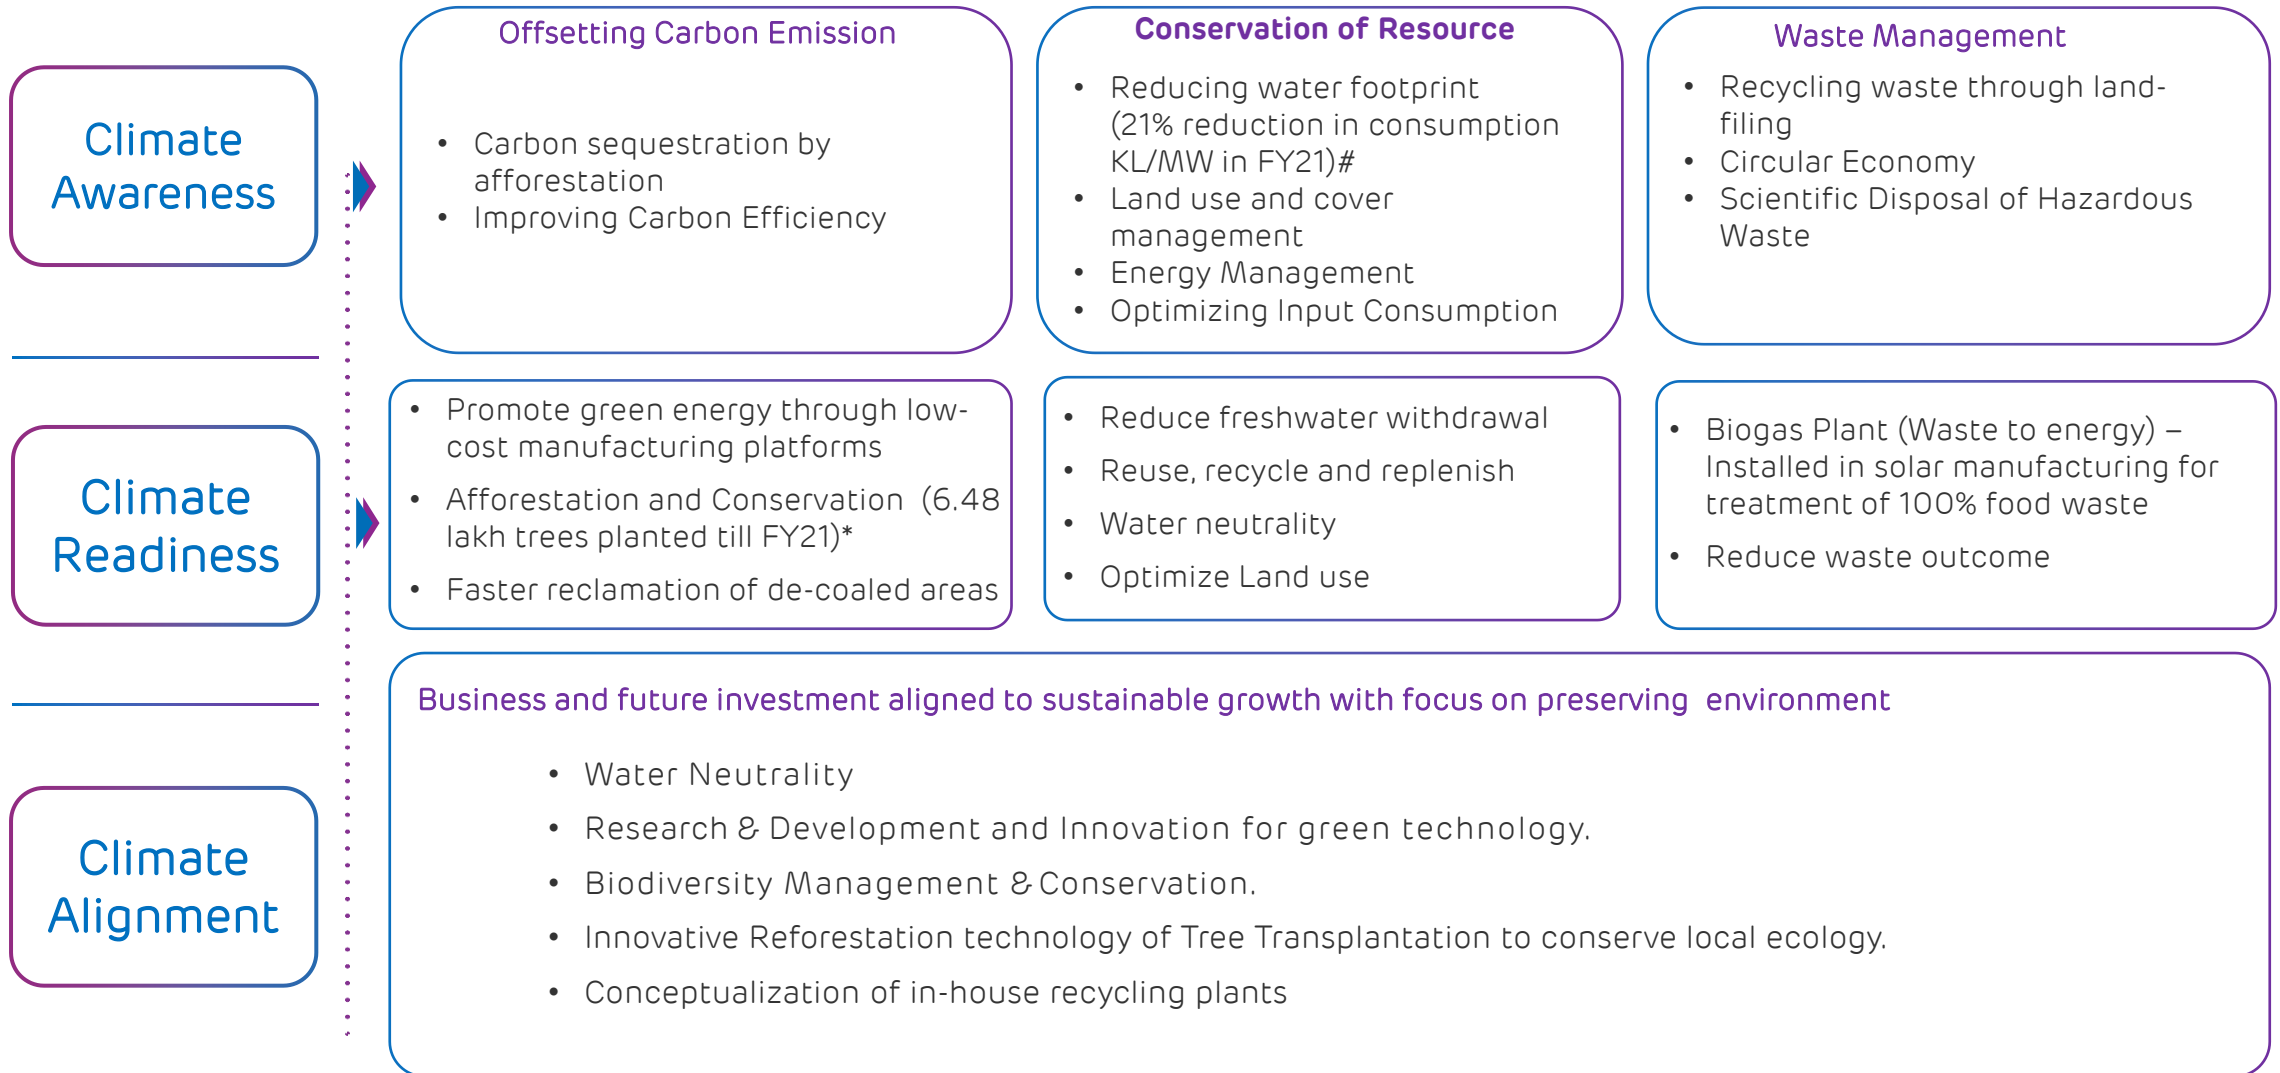 Climate
Awareness
Offsetting Carbon Emission
• Carbon sequestration by
afforestation
• Improving Carbon Efficiency
Conservation of Resource
• Reducing water footprint
(21% reduction in consumption
KL/MW in FY21)#
• Land use and cover
management
• Energy Management
• Optimizing Input Consumption
Waste Management
• Recycling waste through land-
filing
• Circular Economy
• Scientific Disposal of Hazardous
Waste
Climate
Readiness
• Promote green energy through low-
cost manufacturing platforms
• Afforestation and Conservation (6.48
lakh trees planted till FY21)*
• Faster reclamation of de-coaled areas
• Reduce freshwater withdrawal
• Reuse, recycle and replenish
• Water neutrality
• Optimize Land use
• Biogas Plant (Waste to energy) –
Installed in solar manufacturing for
treatment of 100% food waste
• Reduce waste outcome
Climate
Alignment
Business and future investment aligned to sustainable growth with focus on preserving environment
• Water Neutrality
• Research & Development and Innovation for green technology.
• Biodiversity Management & Conservation.
• Innovative Reforestation technology of Tree Transplantation to conserve local ecology.
• Conceptualization of in-house recycling plants